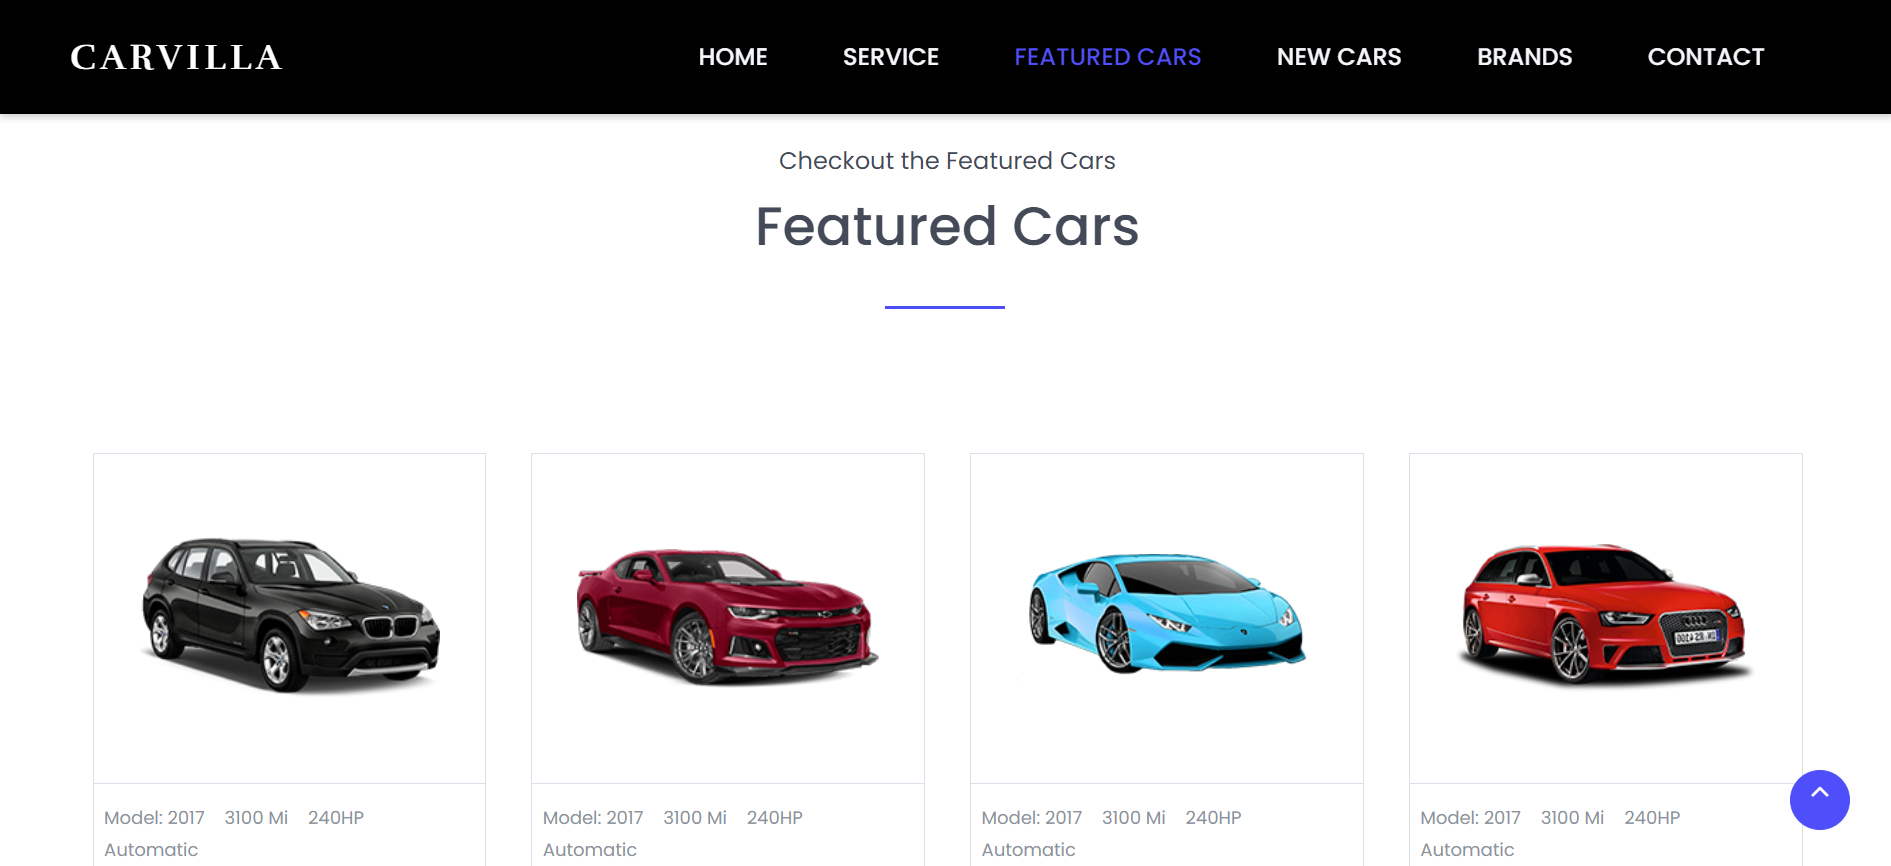 CARVILLA
HOME SERVICE FEATURED CARS NEW CARS BRANDS CONTACT
Checkout the Featured Cars
Featured Cars
Model: 2017 3100 Mi 240HP
Automatic
Model: 2017 3100 Mi 240HP
Automatic
Model: 2017 3100 Mi 240HP
Automatic
Model: 2017 3100 Mi 240HP
Automatic